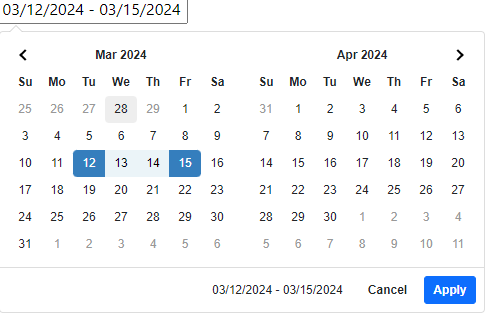 03/12/2024 - 03/15/2024
Mar 2024 Apr 2024
Su Mo Tu We Th Fr Sa Su Mo Tu We Th Fr Sa
25 26 27 28 29 1 2 31 1 2 3 4 5 6
3 4 5 6 7 8 9 7 8 9 10 11 12 13
10 11 12 13 14 15 16 14 15 16 17 18 19 20
17 18 19 20 21 22 23 21 22 23 24 25 26 27
24 25 26 27 28 29 30 28 29 30 1 2 3 4
31 1 2 3 4 5 6 5 6 7 8 9 10 11
03/12/2024 - 03/15/2024 Cancel Apply